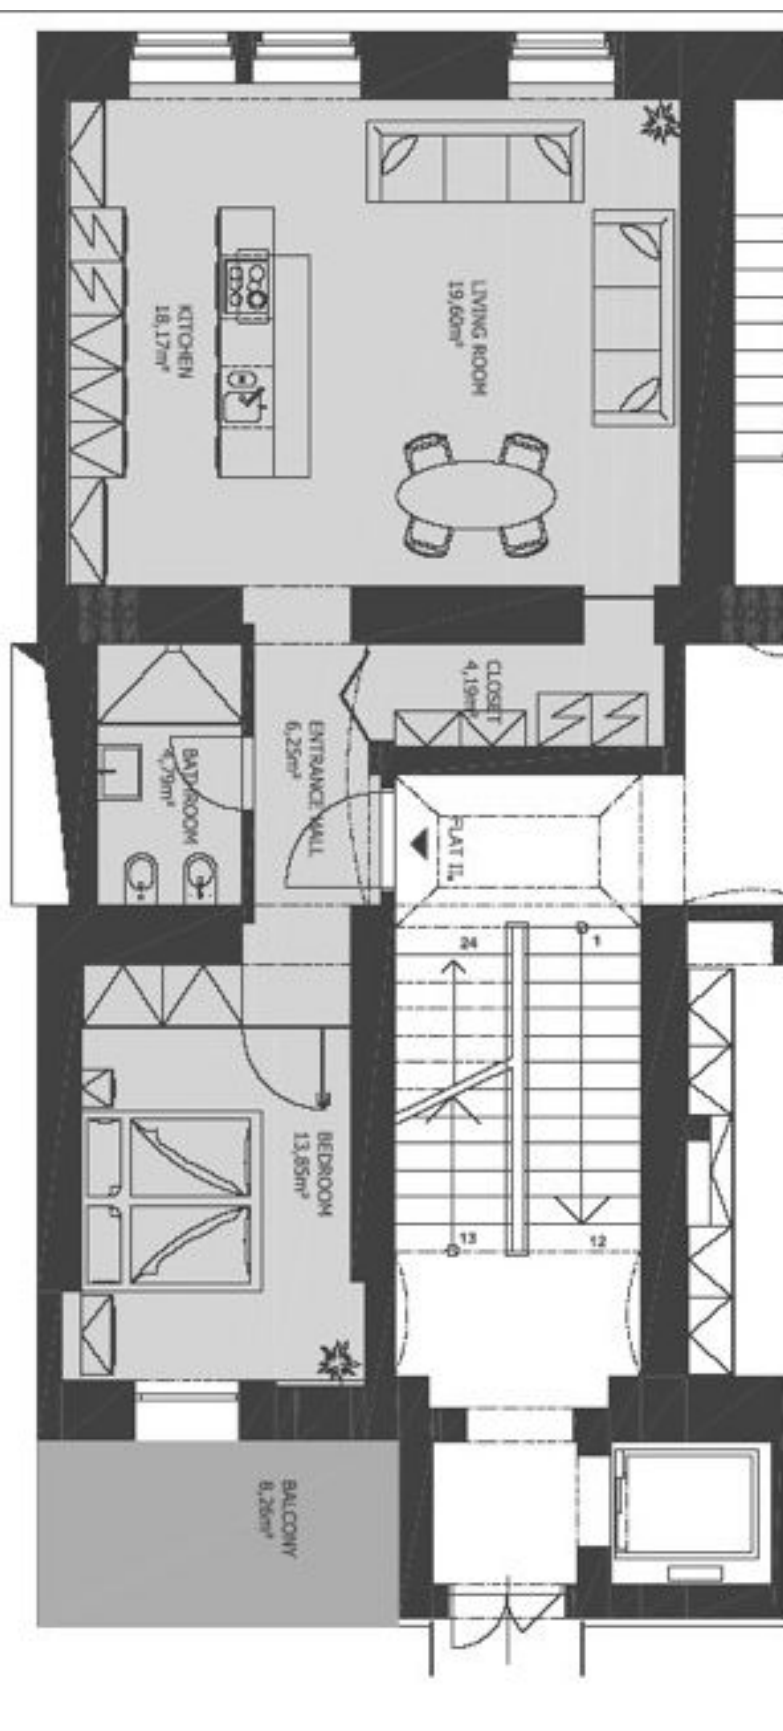 KITCHEN
18,17m²
LIVING ROOM
19,60m²
CLOSET
4,19m²
ENTRANCE HALL
6,25m²
BATHROOM
4,79m²
FLAT II.
24
1
13
12
BEDROOM
13,85m²
BALCONY
8,26m²